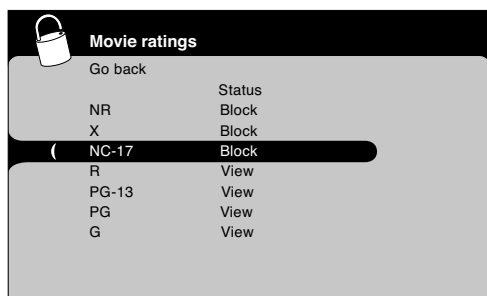 Movie ratings
Go back
Status
NR Block
X Block
NC-17 Block
R View
PG-13 View
PG View
G View